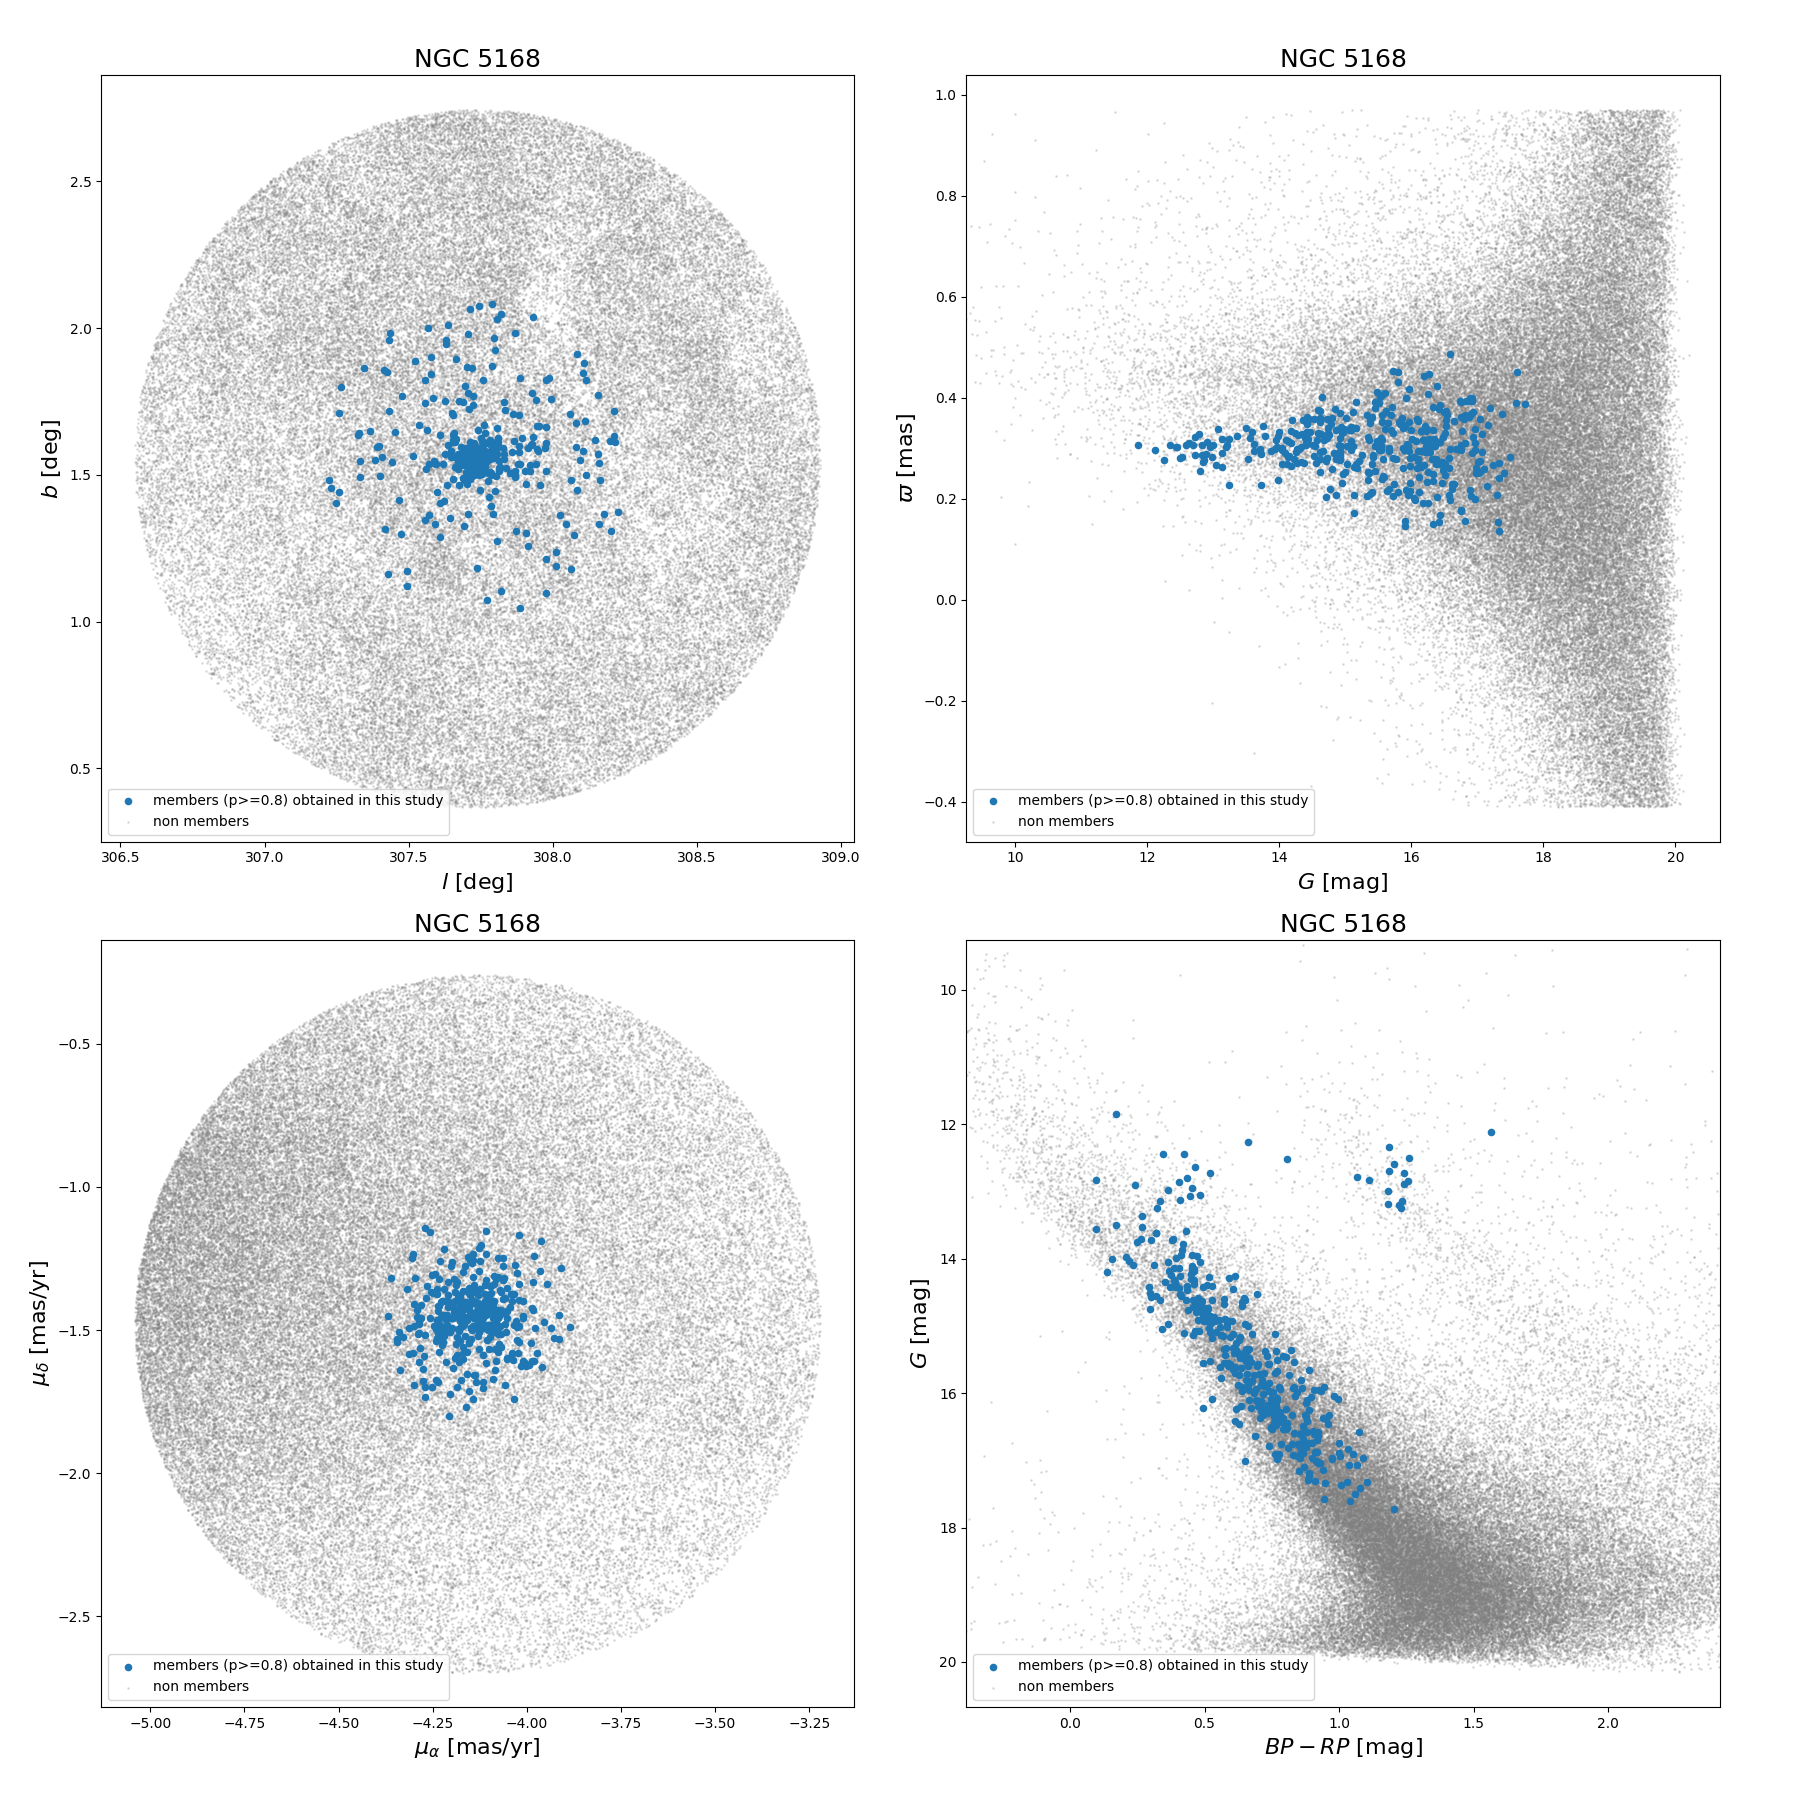 NGC 5168
b [deg]
2.5
2.0
1.5
1.0
0.5
members (p>=0.8) obtained in this study
non members
306.5 307.0 307.5 308.0 308.5 309.0
l [deg]
NGC 5168
ϖ [mas]
1.0
0.8
0.6
0.4
0.2
0.0
−0.2
−0.4
members (p>=0.8) obtained in this study
non members
10 12 14 16 18 20
G [mag]
NGC 5168
μδ [mas/yr]
−0.5
−1.0
−1.5
−2.0
−2.5
members (p>=0.8) obtained in this study
non members
−5.00 −4.75 −4.50 −4.25 −4.00 −3.75 −3.50 −3.25
μα [mas/yr]
NGC 5168
G [mag]
10
12
14
16
18
20
members (p>=0.8) obtained in this study
non members
0.0 0.5 1.0 1.5 2.0
BP − RP [mag]